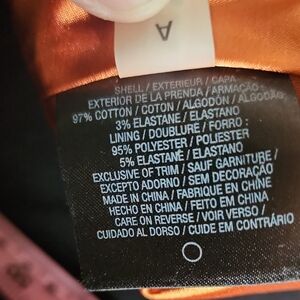 A
SHELL / EXTERIEUR / CAPA
EXTERIOR DE LA PRENDA / ARMAÇÃO
97% COTTON / COTON / ALGODÓN / ALGODÃO
3% ELASTANE / ELASTANO
LINING / DOUBLURE / FORRO :
95% POLYESTER / POLIESTER
5% ELASTANE / ELASTANO
EXCLUSIVE OF TRIM / SAUF GARNITURE /
EXCEPTO ADORNO / SEM DECORAÇÃO
MADE IN CHINA / FABRIQUE EN CHINE
HECHO EN CHINA / FEITO EM CHINA
CARE ON REVERSE / VOIR VERSO /
CUIDADO AL DORSO / CUIDE EM CONTRÁRIO